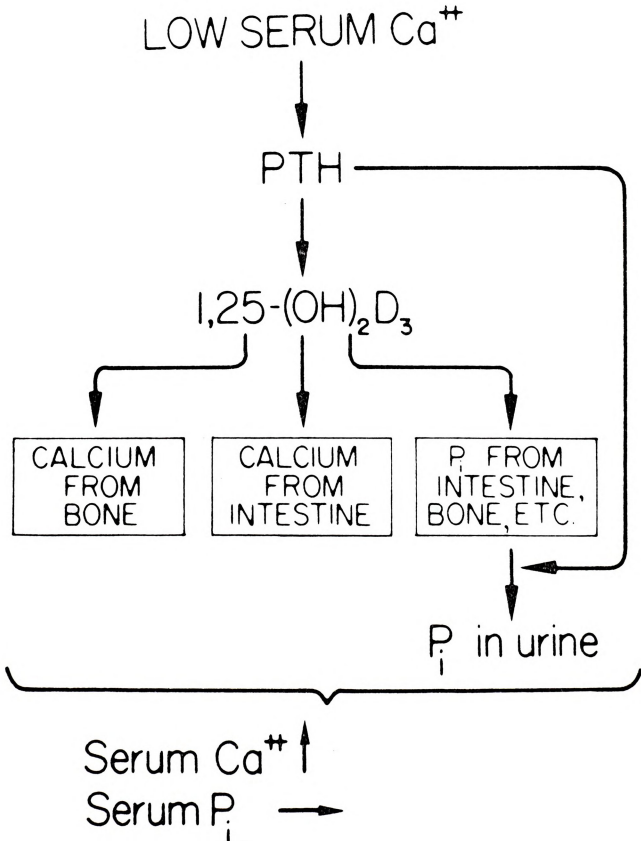 LOW SERUM Ca⁺⁺
PTH
1,25-(OH)₂D₃
CALCIUM
FROM
BONE
CALCIUM
FROM
INTESTINE
Pᵢ FROM
INTESTINE,
BONE, ETC.
Pᵢ in urine
Serum Ca⁺⁺ ↑
Serum Pᵢ →